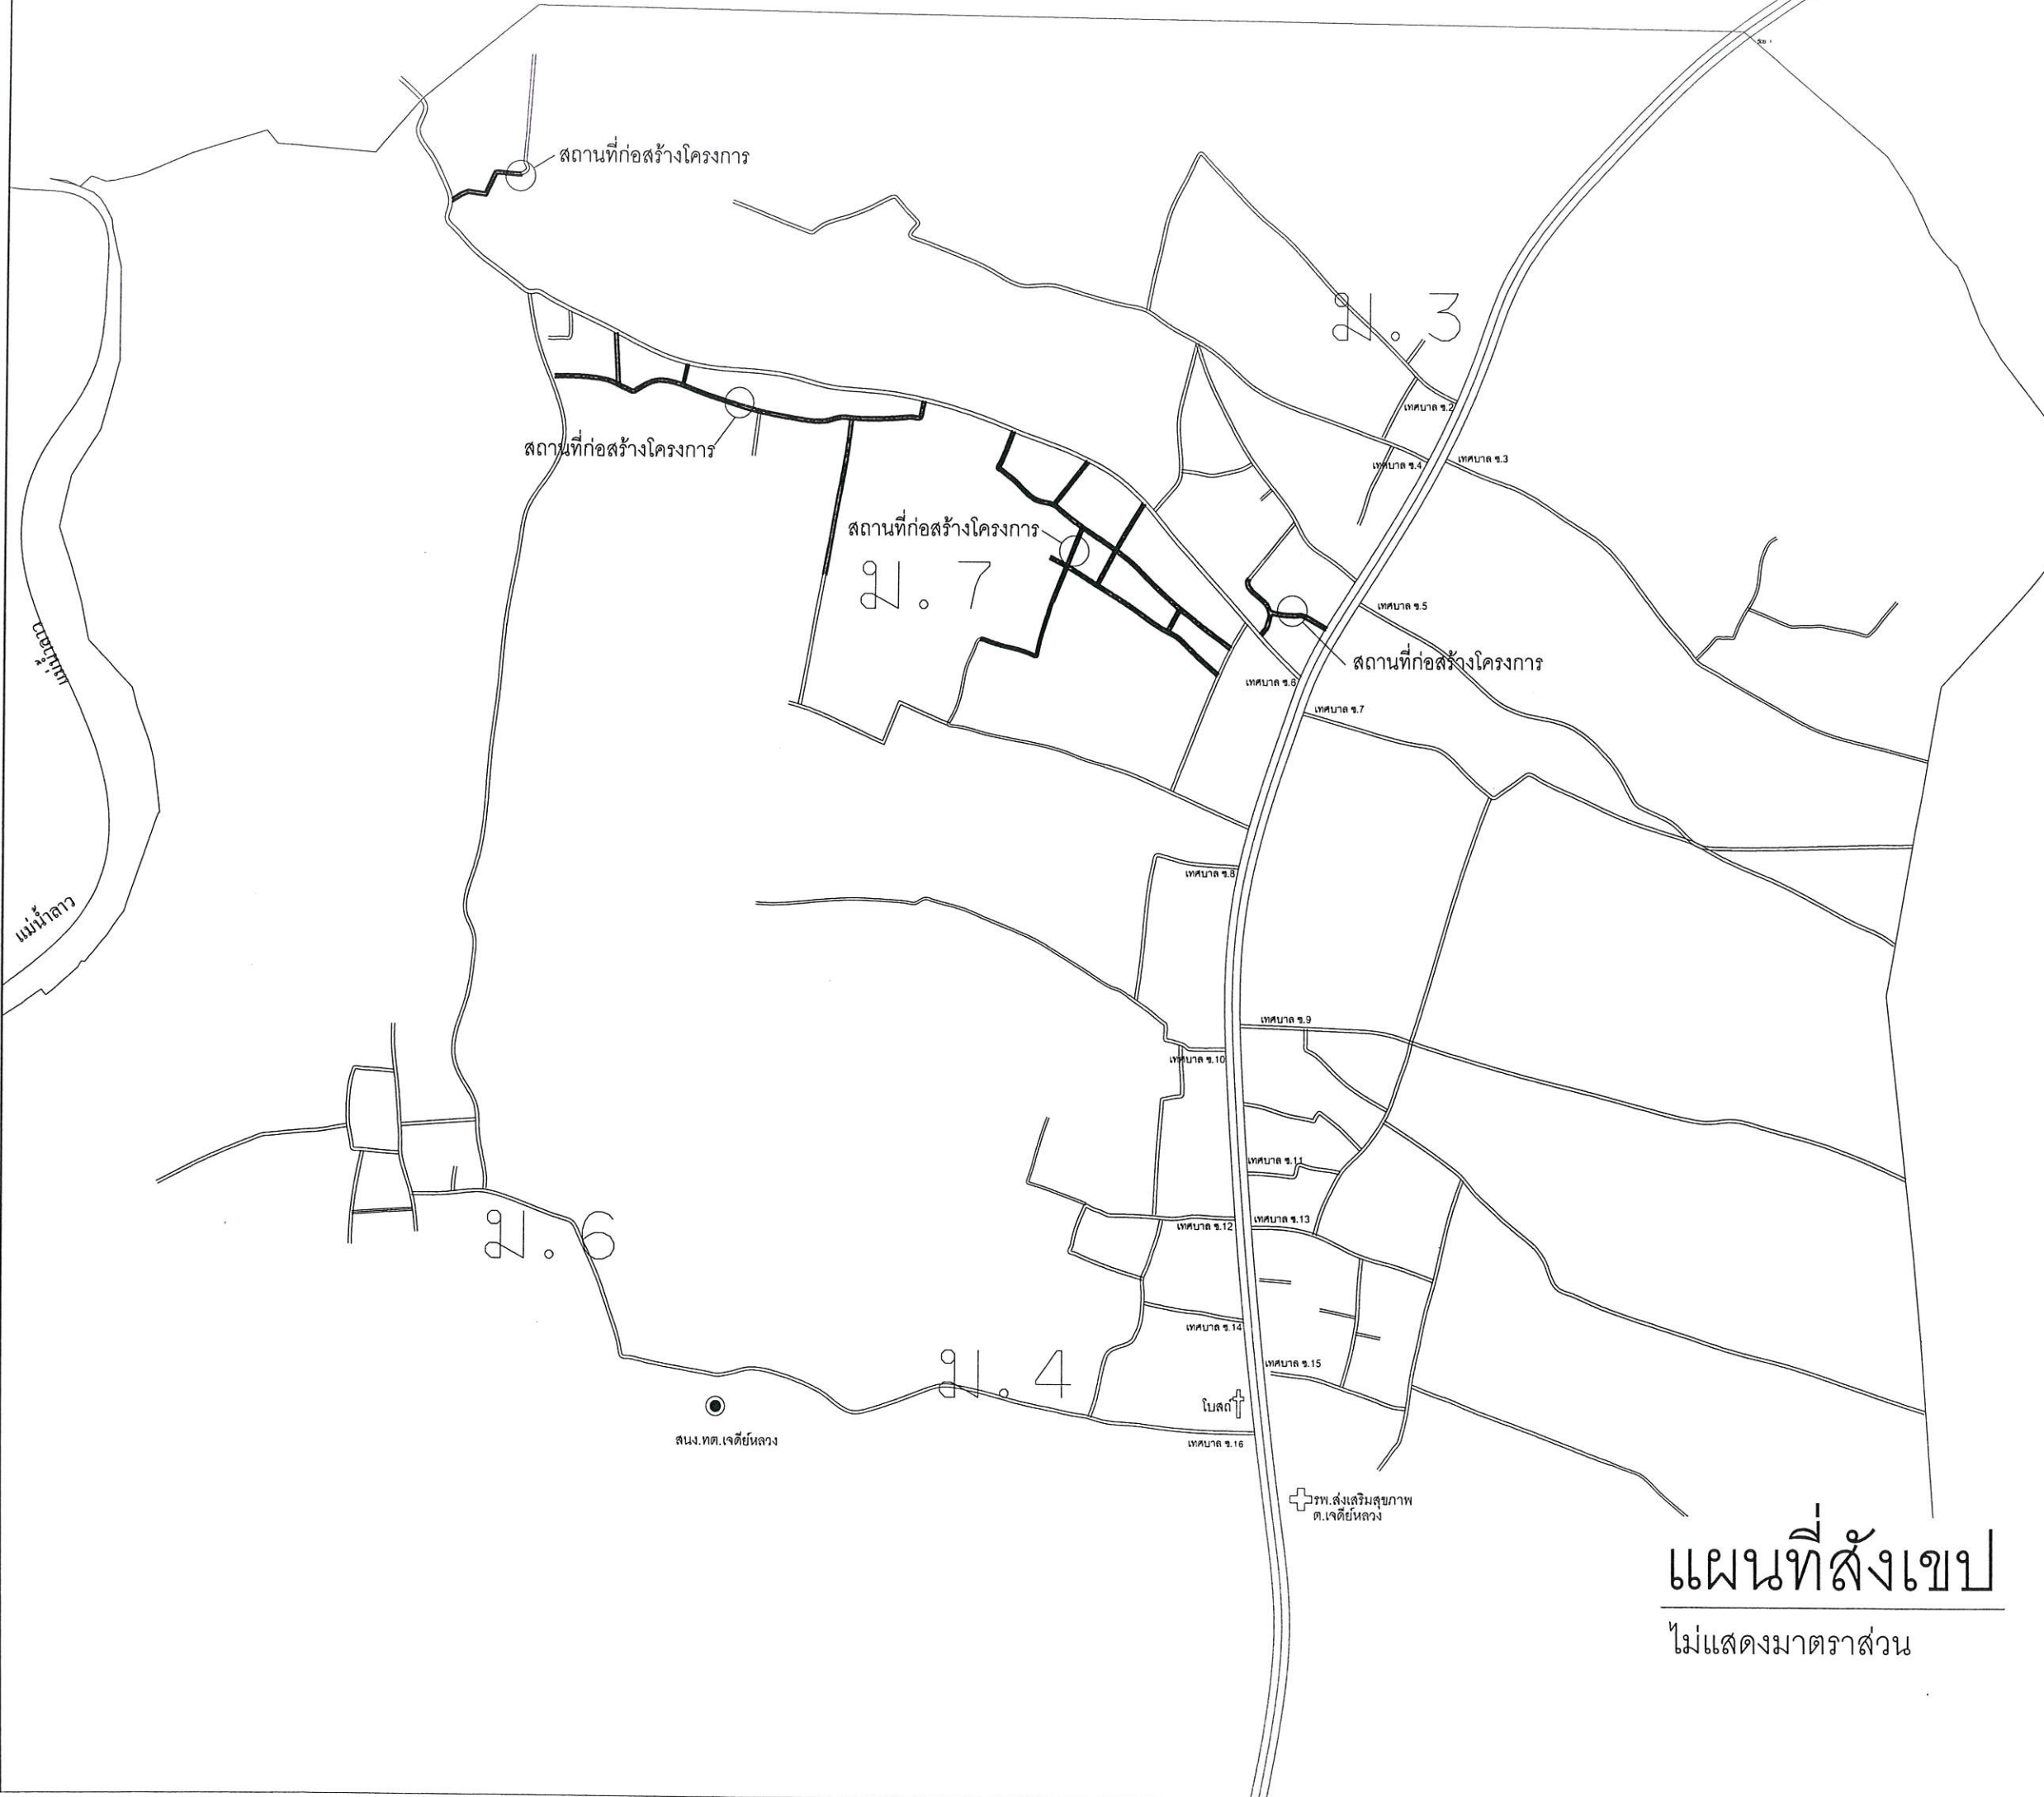 สถานที่ก่อสร้างโครงการ
ม.3
เทศบาล ซ.2
สถานที่ก่อสร้างโครงการ
เทศบาล ซ.3
เทศบาล ซ.4
สถานที่ก่อสร้างโครงการ
ม.7
เทศบาล ซ.5
แม่น้ำลาว
สถานที่ก่อสร้างโครงการ
เทศบาล ซ.6
เทศบาล ซ.7
เทศบาล ซ.8
แม่น้ำลาว
เทศบาล ซ.9
เทศบาล ซ.10
เทศบาล ซ.11
เทศบาล ซ.12
เทศบาล ซ.13
ม.6
เทศบาล ซ.14
เทศบาล ซ.15
ม.4
โบสถ์
สนง.ทต.เจดีย์หลวง
เทศบาล ซ.16
รพ.ส่งเสริมสุขภาพ
ต.เจดีย์หลวง
แผนที่สังเขป
ไม่แสดงมาตราส่วน